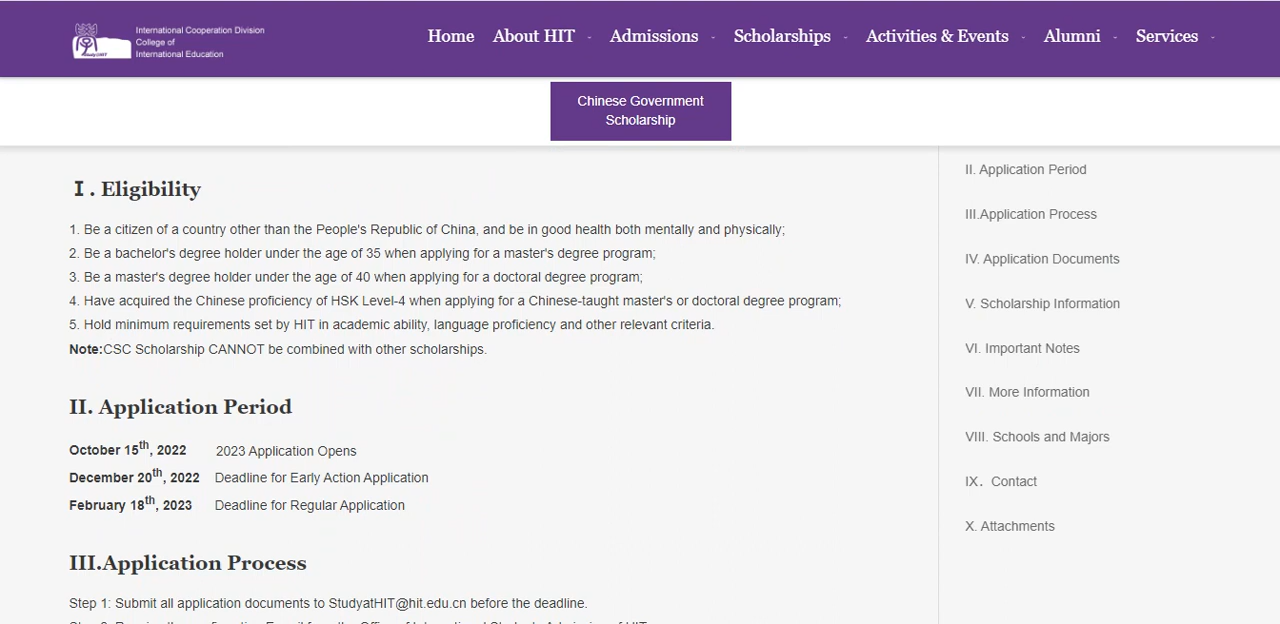 International Cooperation Division
College of
International Education
Home About HIT Admissions Scholarships Activities & Events Alumni Services
Chinese Government
Scholarship
Ⅰ. Eligibility
1. Be a citizen of a country other than the People's Republic of China, and be in good health both mentally and physically;
2. Be a bachelor's degree holder under the age of 35 when applying for a master's degree program;
3. Be a master's degree holder under the age of 40 when applying for a doctoral degree program;
4. Have acquired the Chinese proficiency of HSK Level-4 when applying for a Chinese-taught master's or doctoral degree program;
5. Hold minimum requirements set by HIT in academic ability, language proficiency and other relevant criteria.
Note:CSC Scholarship CANNOT be combined with other scholarships.
II. Application Period
October 15th, 2022 2023 Application Opens
December 20th, 2022 Deadline for Early Action Application
February 18th, 2023 Deadline for Regular Application
III.Application Process
Step 1: Submit all application documents to StudyatHIT@hit.edu.cn before the deadline.
II. Application Period
III.Application Process
IV. Application Documents
V. Scholarship Information
VI. Important Notes
VII. More Information
VIII. Schools and Majors
IX. Contact
X. Attachments